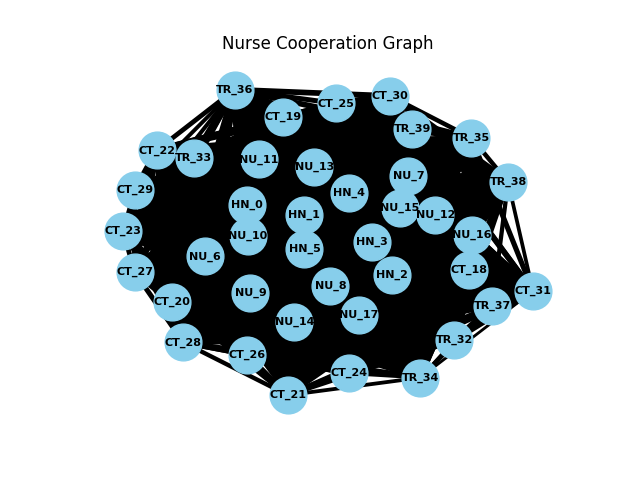 Nurse Cooperation Graph
TR_36
CT_30
CT_25
CT_19
TR_39
TR_35
CT_22
TR_33
NU_11
NU_13
NU_7
TR_38
CT_29
HN_4
HN_0
HN_1
NU_15
NU_12
CT_23
NU_10
HN_3
NU_16
HN_5
NU_6
CT_27
HN_2
CT_18
NU_8
CT_31
NU_9
CT_20
TR_37
NU_17
NU_14
CT_28
TR_32
CT_26
CT_24
TR_34
CT_21